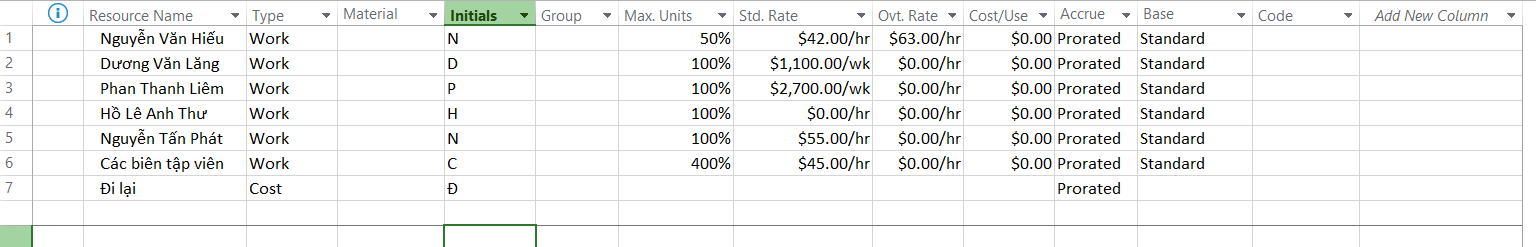 Resource Name Type Material Initials Group Max. Units Std. Rate Ovt. Rate Cost/Use Accrue Base Code Add New Column
1 Nguyễn Văn Hiếu Work N 50% $42.00/hr $63.00/hr $0.00 Prorated Standard
2 Dương Văn Lăng Work D 100% $1,100.00/wk $0.00/hr $0.00 Prorated Standard
3 Phan Thanh Liêm Work P 100% $2,700.00/wk $0.00/hr $0.00 Prorated Standard
4 Hồ Lê Anh Thư Work H 100% $0.00/hr $0.00/hr $0.00 Prorated Standard
5 Nguyễn Tấn Phát Work N 100% $55.00/hr $0.00/hr $0.00 Prorated Standard
6 Các biên tập viên Work C 400% $45.00/hr $0.00/hr $0.00 Prorated Standard
7 Đi lại Cost Đ Prorated